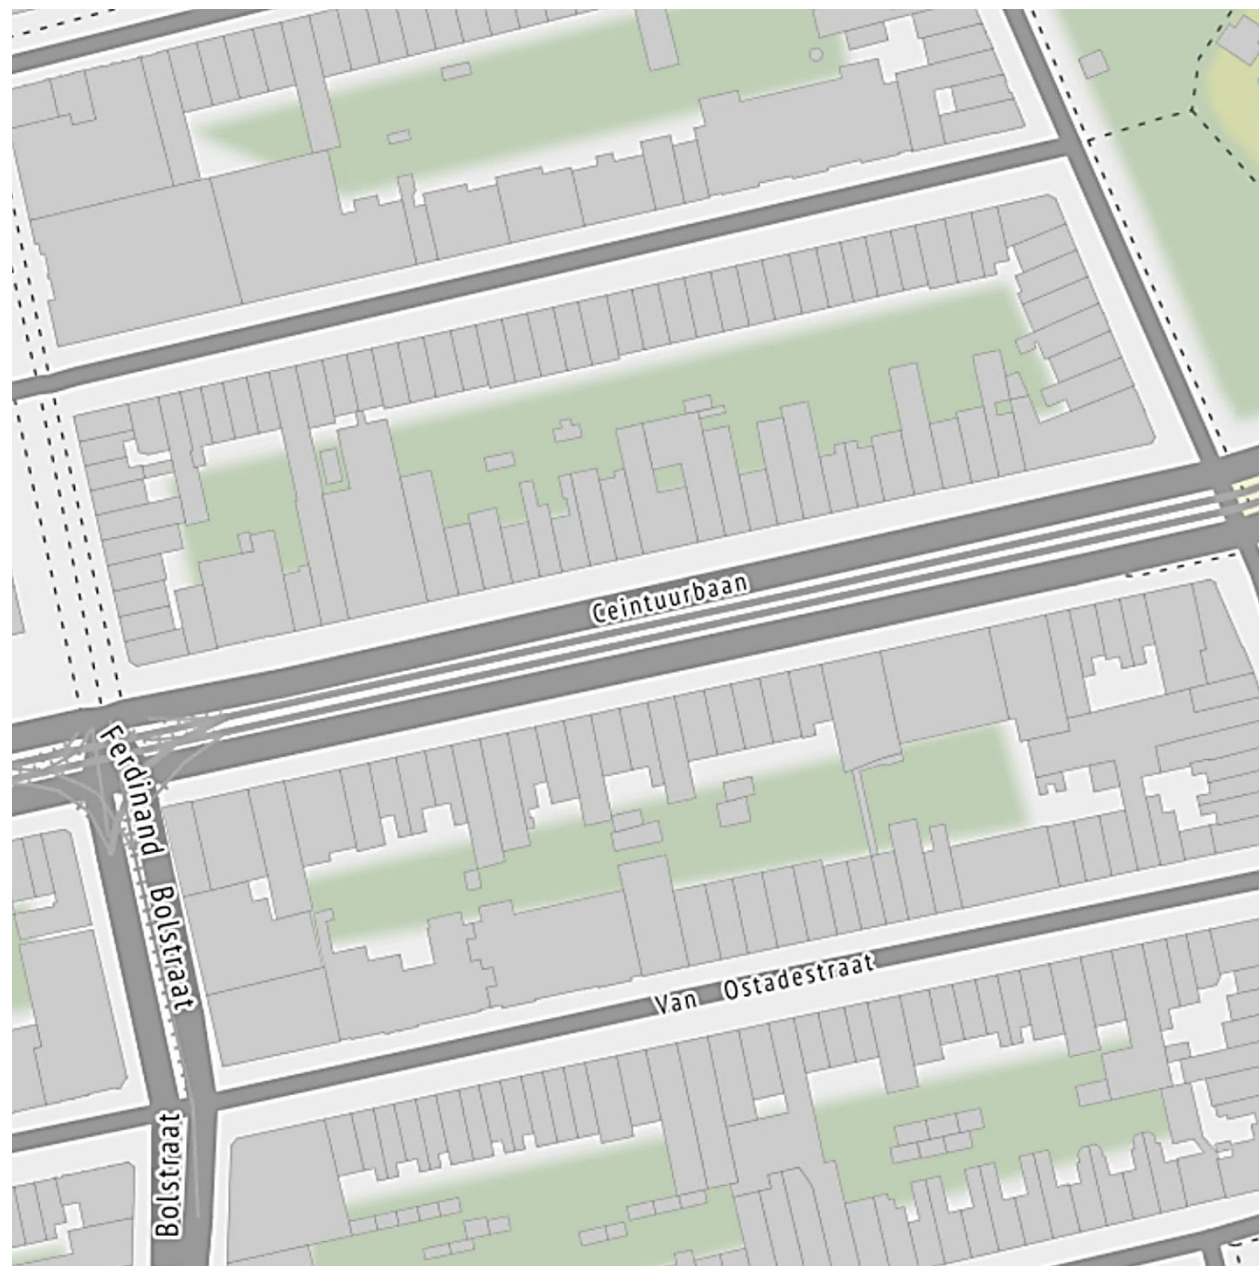 Ceintuurbaan
Ferdinand Bolstraat
Van Ostadestraat
Bolstraat